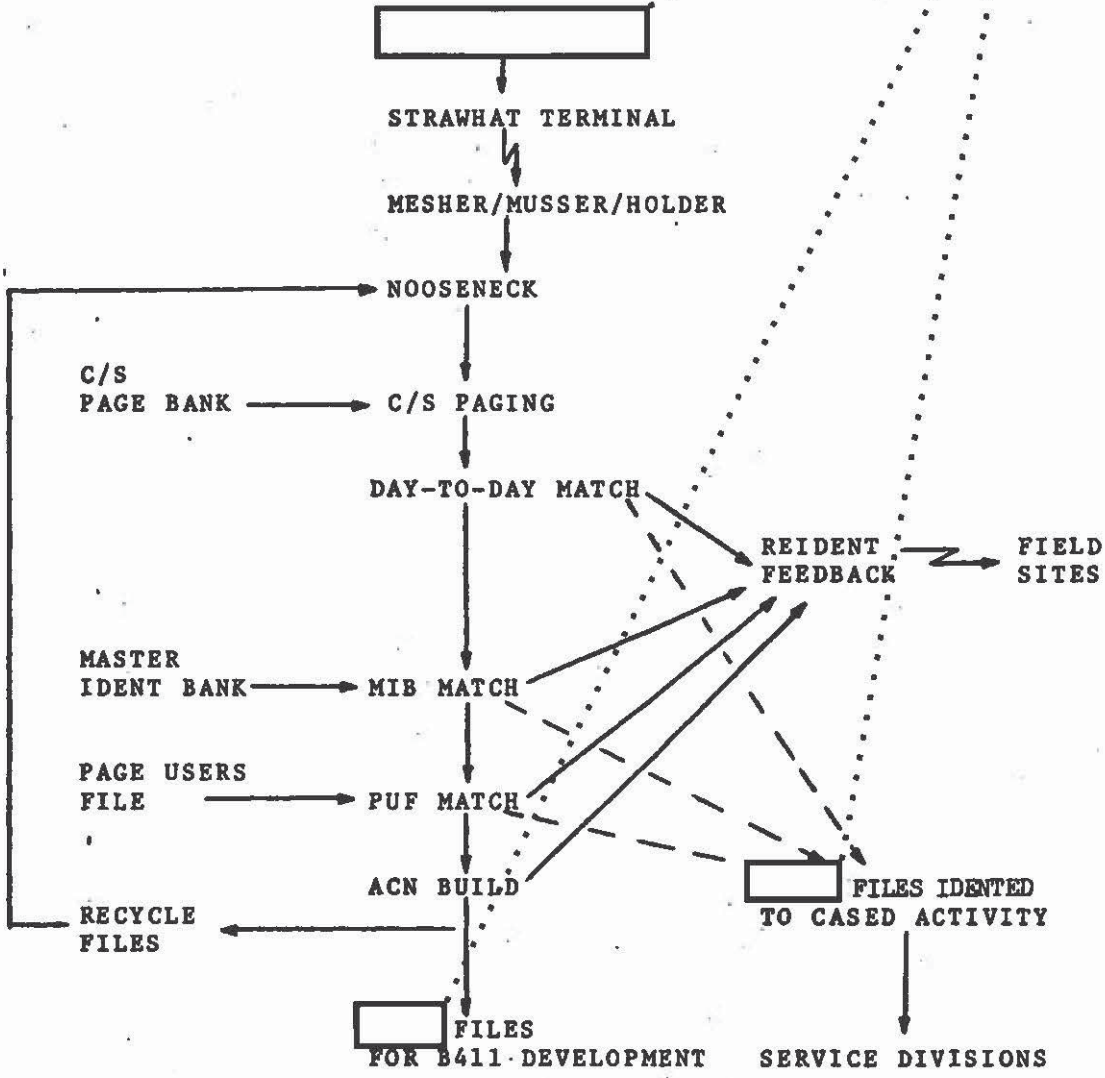 STRAWHAT TERMINAL
MESHER/MUSSER/HOLDER
NOOSENECK
C/S
PAGE BANK
C/S PAGING
DAY-TO-DAY MATCH
REIDENT
FEEDBACK
FIELD
SITES
MASTER
IDENT BANK
MIB MATCH
PAGE USERS
FILE
PUF MATCH
ACN BUILD
FILES IDENTED
TO CASED ACTIVITY
RECYCLE
FILES
FILES
FOR B411 DEVELOPMENT
SERVICE DIVISIONS